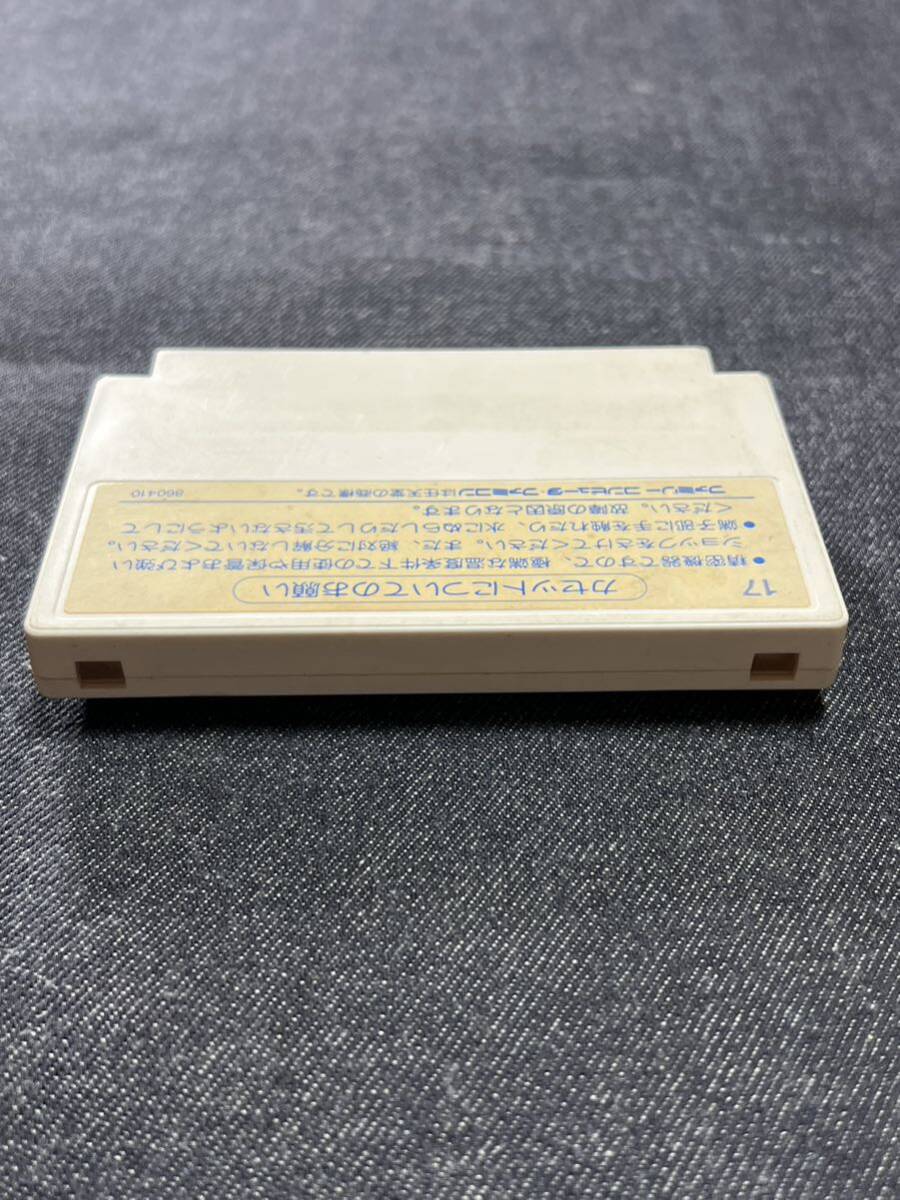 17
カセットについてのお願い
●精密機器ですので、極端な温度条件下での使用や保管および強い
ショックをさけてください。また、絶対に分解しないでください。
●端子部に手を触れたり、水にぬらしたりして汚さないようにして
ください。故障の原因となります。
ファミリーコンピュータ・ファミコンは任天堂の商標です。 860410